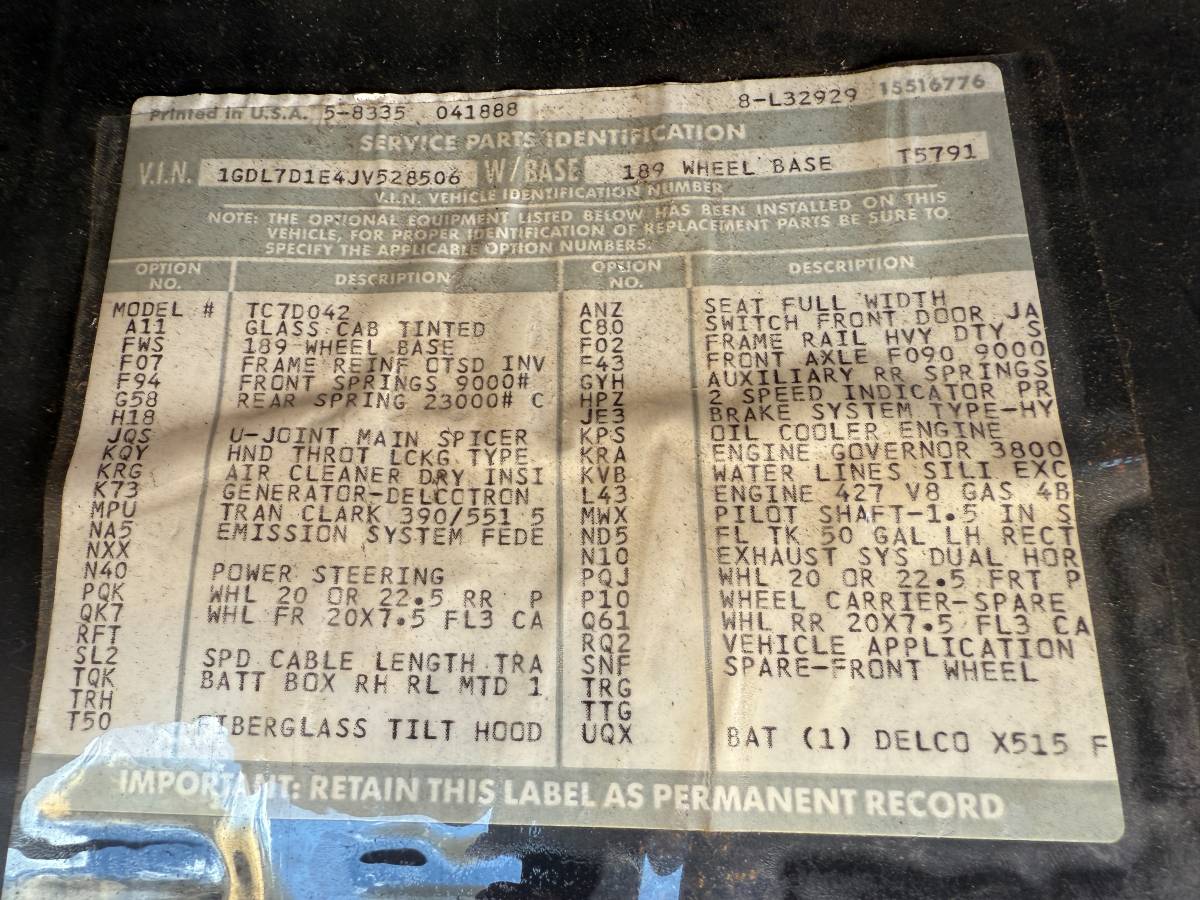 Printed in U.S.A. 5-8335 041888 8-L32929 15516776
SERVICE PARTS IDENTIFICATION
V.I.N. 1GDL7D1E4JV528506 W/BASE 189 WHEEL BASE T5791
V.I.N. VEHICLE IDENTIFICATION NUMBER
NOTE: THE OPTIONAL EQUIPMENT LISTED BELOW HAS BEEN INSTALLED ON THIS
VEHICLE, FOR PROPER IDENTIFICATION OF REPLACEMENT PARTS BE SURE TO
SPECIFY THE APPLICABLE OPTION NUMBERS.
OPTION NO. DESCRIPTION OPTION NO. DESCRIPTION
MODEL # TC7D042 ANZ SEAT FULL WIDTH
A11 GLASS CAB TINTED C80 SWITCH FRONT DOOR JA
FWS 189 WHEEL BASE F02 FRAME RAIL HVY DTY S
F07 FRAME REINF OTSD INV F43 FRONT AXLE F090 9000
F94 FRONT SPRINGS 9000# GYH AUXILIARY RR SPRINGS
G58 REAR SPRING 23000# C HPZ 2 SPEED INDICATOR PR
H18 JE3 BRAKE SYSTEM TYPE-HY
JQS U-JOINT MAIN SPICER KPS OIL COOLER ENGINE
KQY HND THROT LCKG TYPE KRA ENGINE GOVERNOR 3800
KRG AIR CLEANER DRY INSI KVB WATER LINES SILI EXC
K73 GENERATOR-DELCOTRON L43 ENGINE 427 V8 GAS 4B
MPU TRAN CLARK 390/551 5 MWX PILOT SHAFT-1.5 IN S
NA5 EMISSION SYSTEM FEDE ND5 FL TK 50 GAL LH RECT
NXX N10 EXHAUST SYS DUAL HOR
N40 POWER STEERING PQJ WHL 20 OR 22.5 FRT P
PQK WHL 20 OR 22.5 RR P P10 WHEEL CARRIER-SPARE
QK7 WHL FR 20X7.5 FL3 CA Q61 WHL RR 20X7.5 FL3 CA
RFT RQ2 VEHICLE APPLICATION
SL2 SPD CABLE LENGTH TRA SNF SPARE-FRONT WHEEL
TQK BATT BOX RH RL MTD 1 TRG
TRH TTG
T50 FIBERGLASS TILT HOOD UQX BAT (1) DELCO X515 F
IMPORTANT: RETAIN THIS LABEL AS PERMANENT RECORD